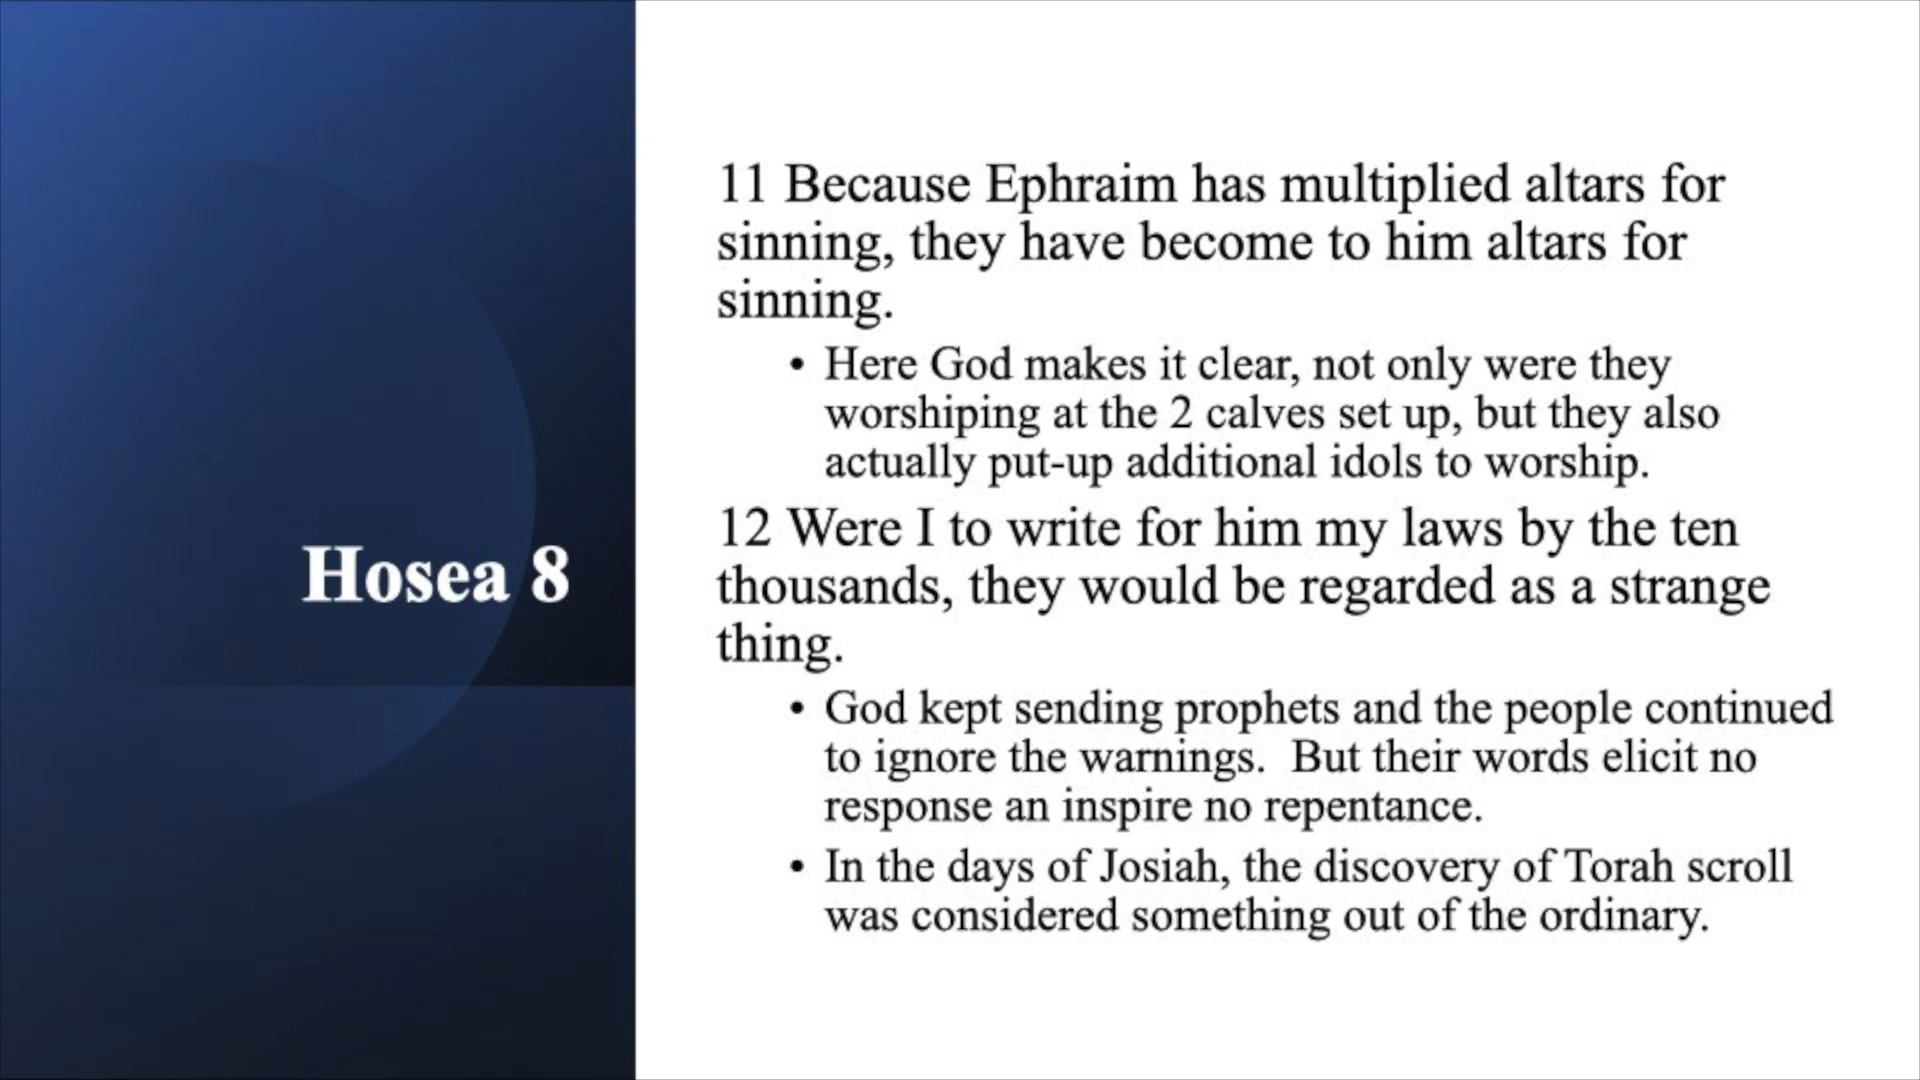 Hosea 8
11 Because Ephraim has multiplied altars for
sinning, they have become to him altars for
sinning.
• Here God makes it clear, not only were they
worshiping at the 2 calves set up, but they also
actually put-up additional idols to worship.
12 Were I to write for him my laws by the ten
thousands, they would be regarded as a strange
thing.
• God kept sending prophets and the people continued
to ignore the warnings.  But their words elicit no
response an inspire no repentance.
• In the days of Josiah, the discovery of Torah scroll
was considered something out of the ordinary.